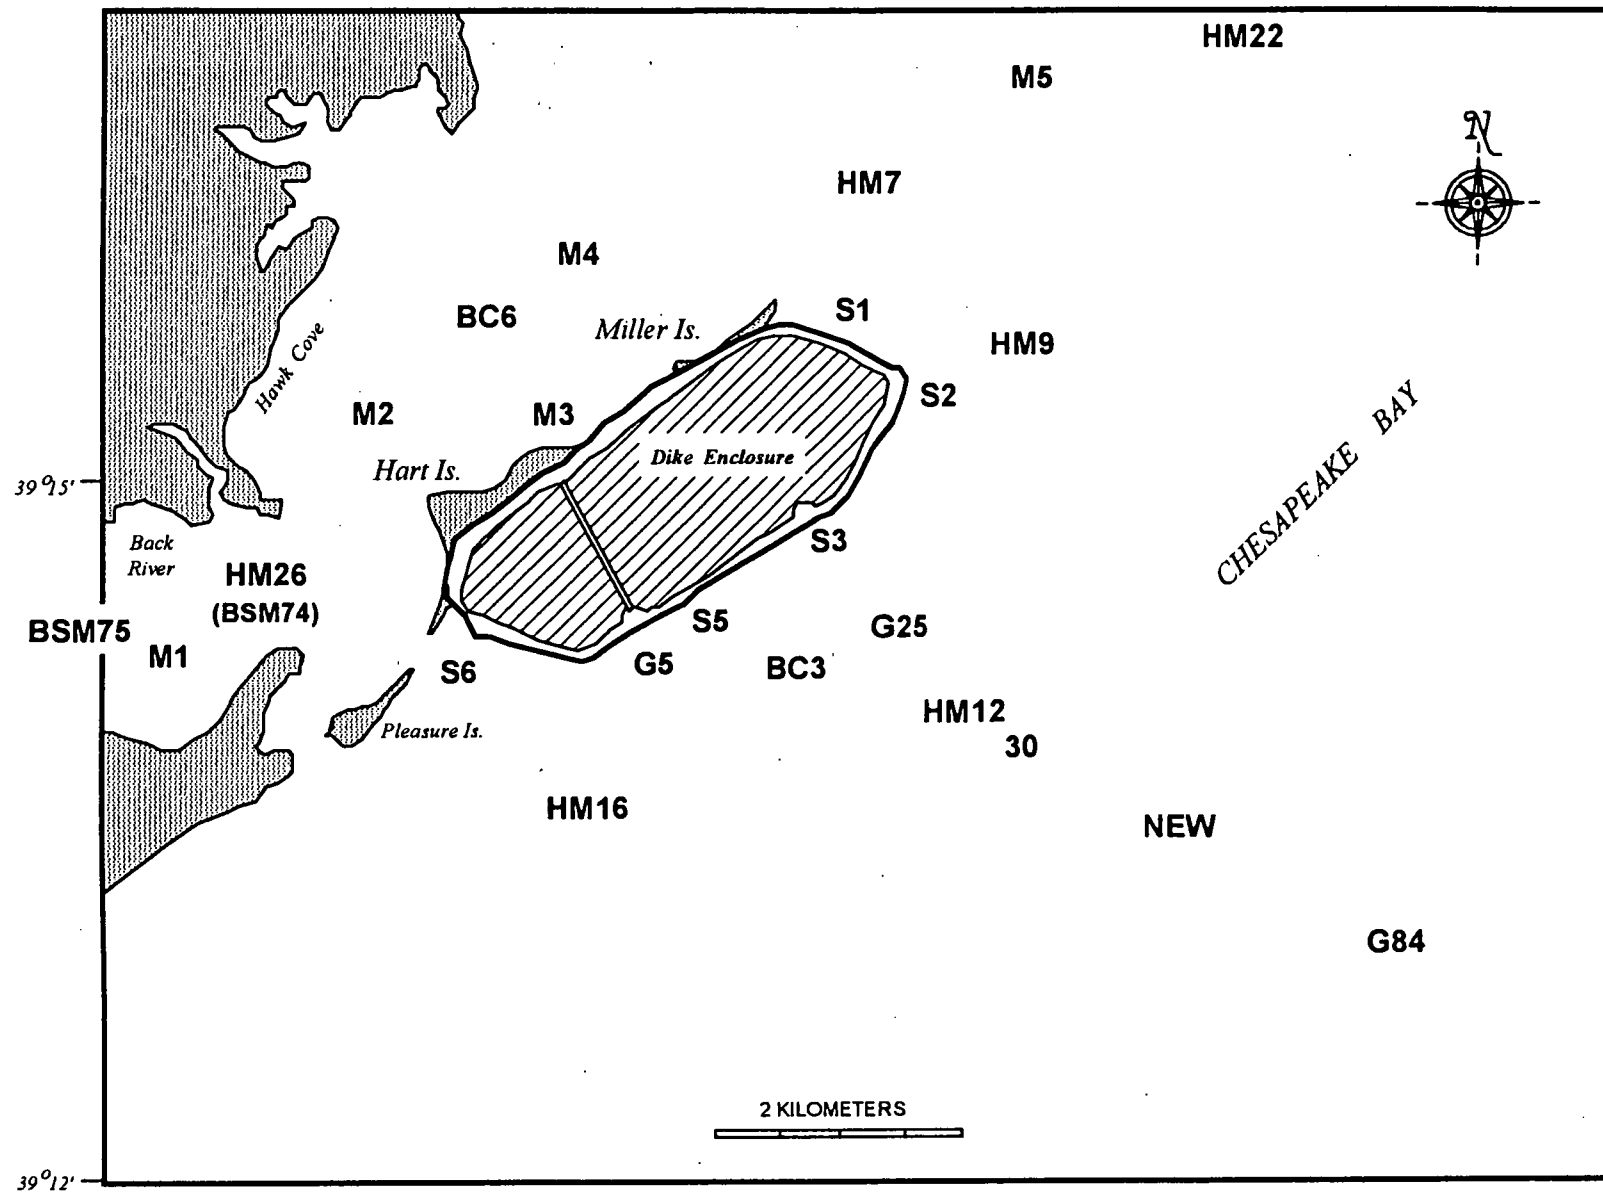 HM22
M5
N
HM7
M4
S1
BC6
Miller Is.
HM9
Hawk Cove
S2
M2
M3
CHESAPEAKE BAY
Dike Enclosure
Hart Is.
39°15'
Back
River
S3
HM26
(BSM74)
BSM75
S5
G25
M1
S6
G5
BC3
HM12
Pleasure Is.
30
HM16
NEW
G84
2 KILOMETERS
39°12'